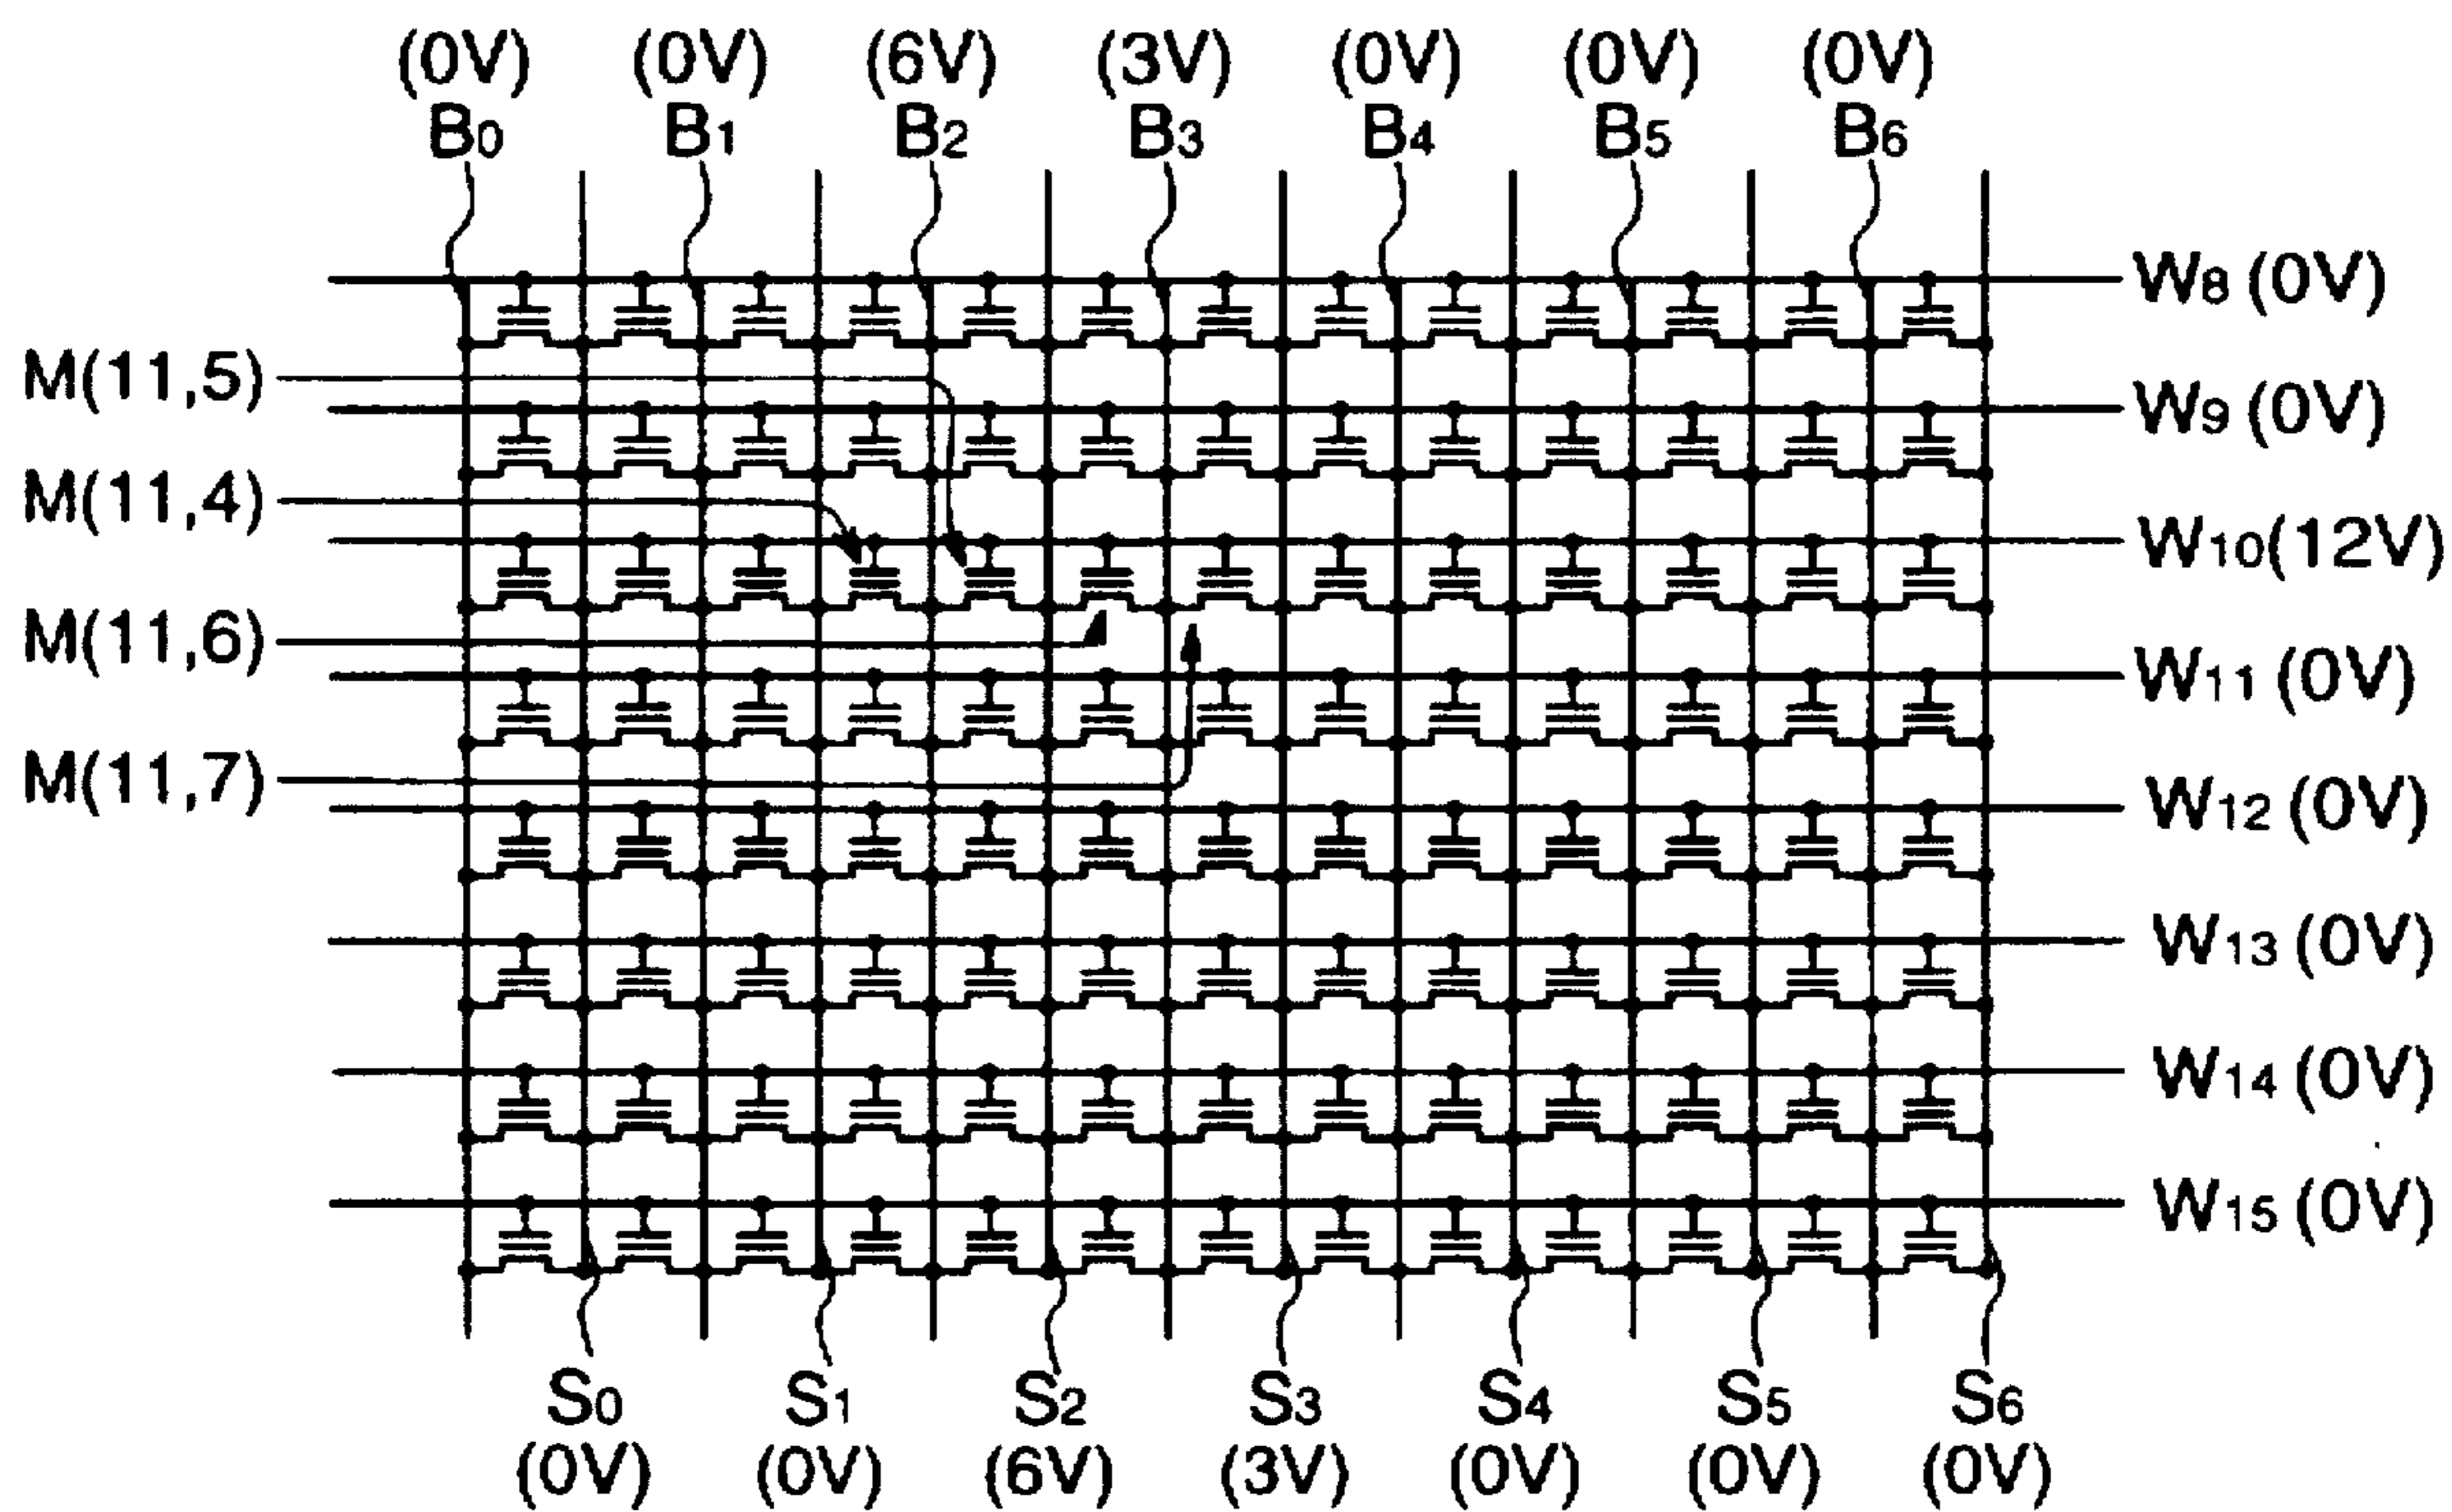 (0V) (0V) (6V) (3V) (0V) (0V) (0V)
B0 B1 B2 B3 B4 B5 B6
W8 (0V)
M(11,5)
W9 (0V)
M(11,4)
W10(12V)
M(11,6)
W11 (0V)
M(11,7)
W12 (0V)
W13 (0V)
W14 (0V)
W15 (0V)
S0 S1 S2 S3 S4 S5 S6
(0V) (0V) (6V) (3V) (0V) (0V) (0V)